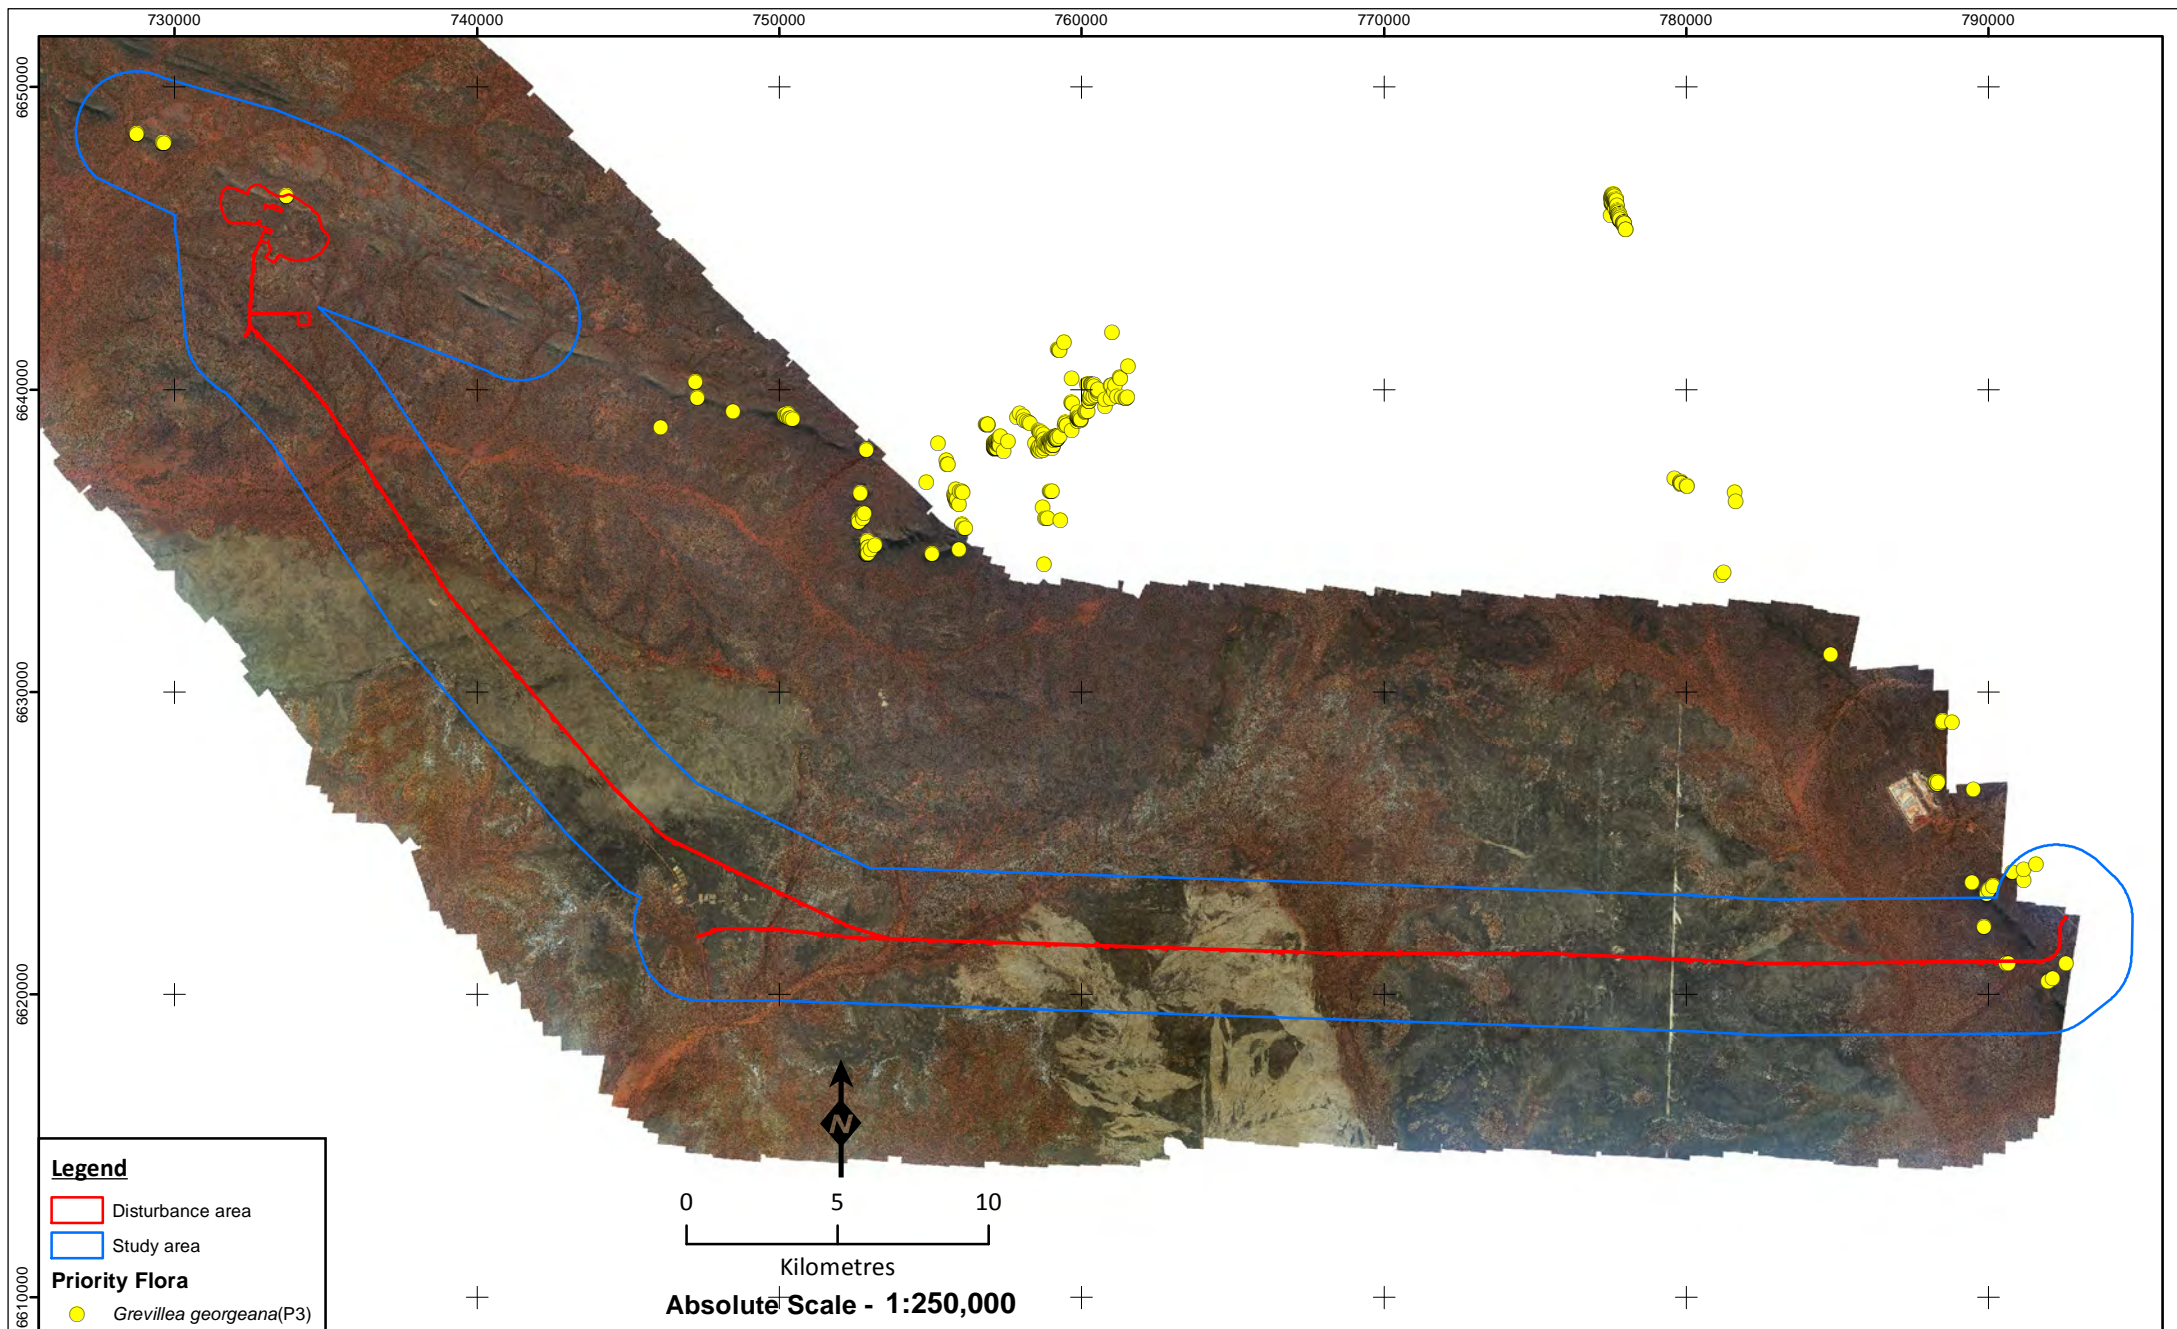 730000 740000 750000 760000 770000 780000 790000
6650000
6640000
6630000
6620000
6610000
N
0 5 10
Kilometres
Absolute Scale - 1:250,000
Legend
Disturbance area
Study area
Priority Flora
Grevillea georgeana(P3)